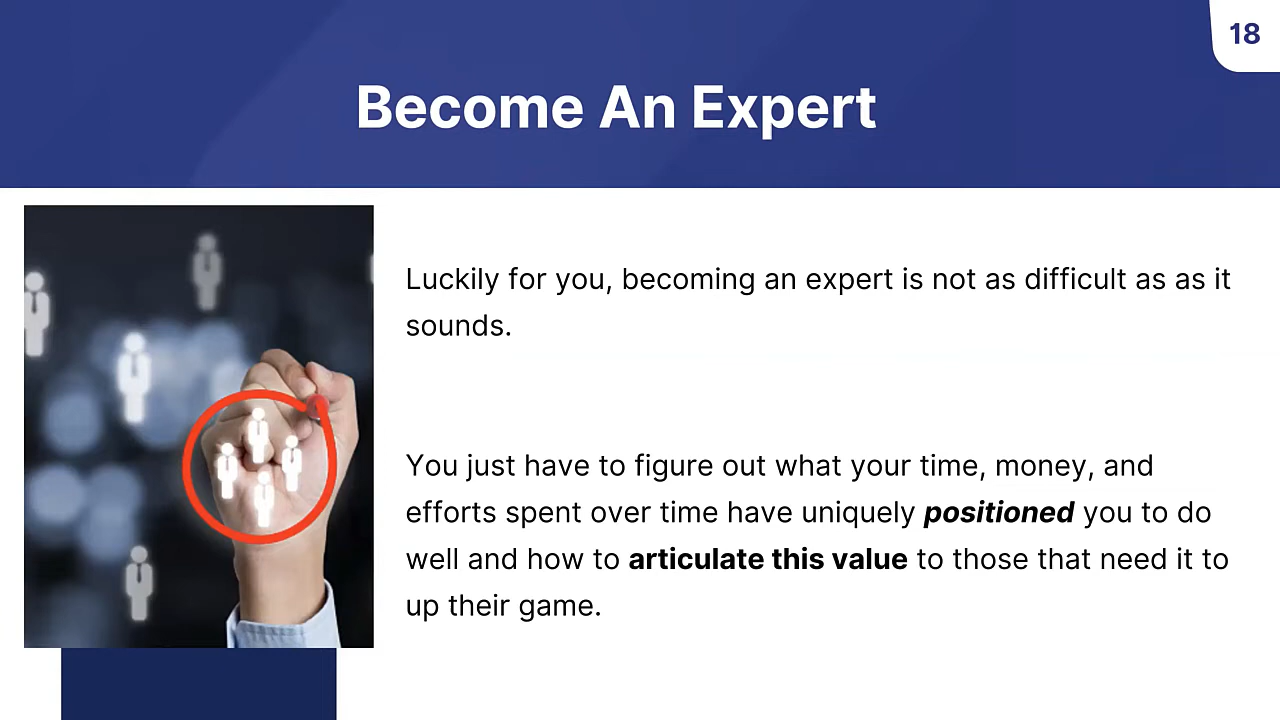 18
Become An Expert
Luckily for you, becoming an expert is not as difficult as as it
sounds.
You just have to figure out what your time, money, and
efforts spent over time have uniquely positioned you to do
well and how to articulate this value to those that need it to
up their game.